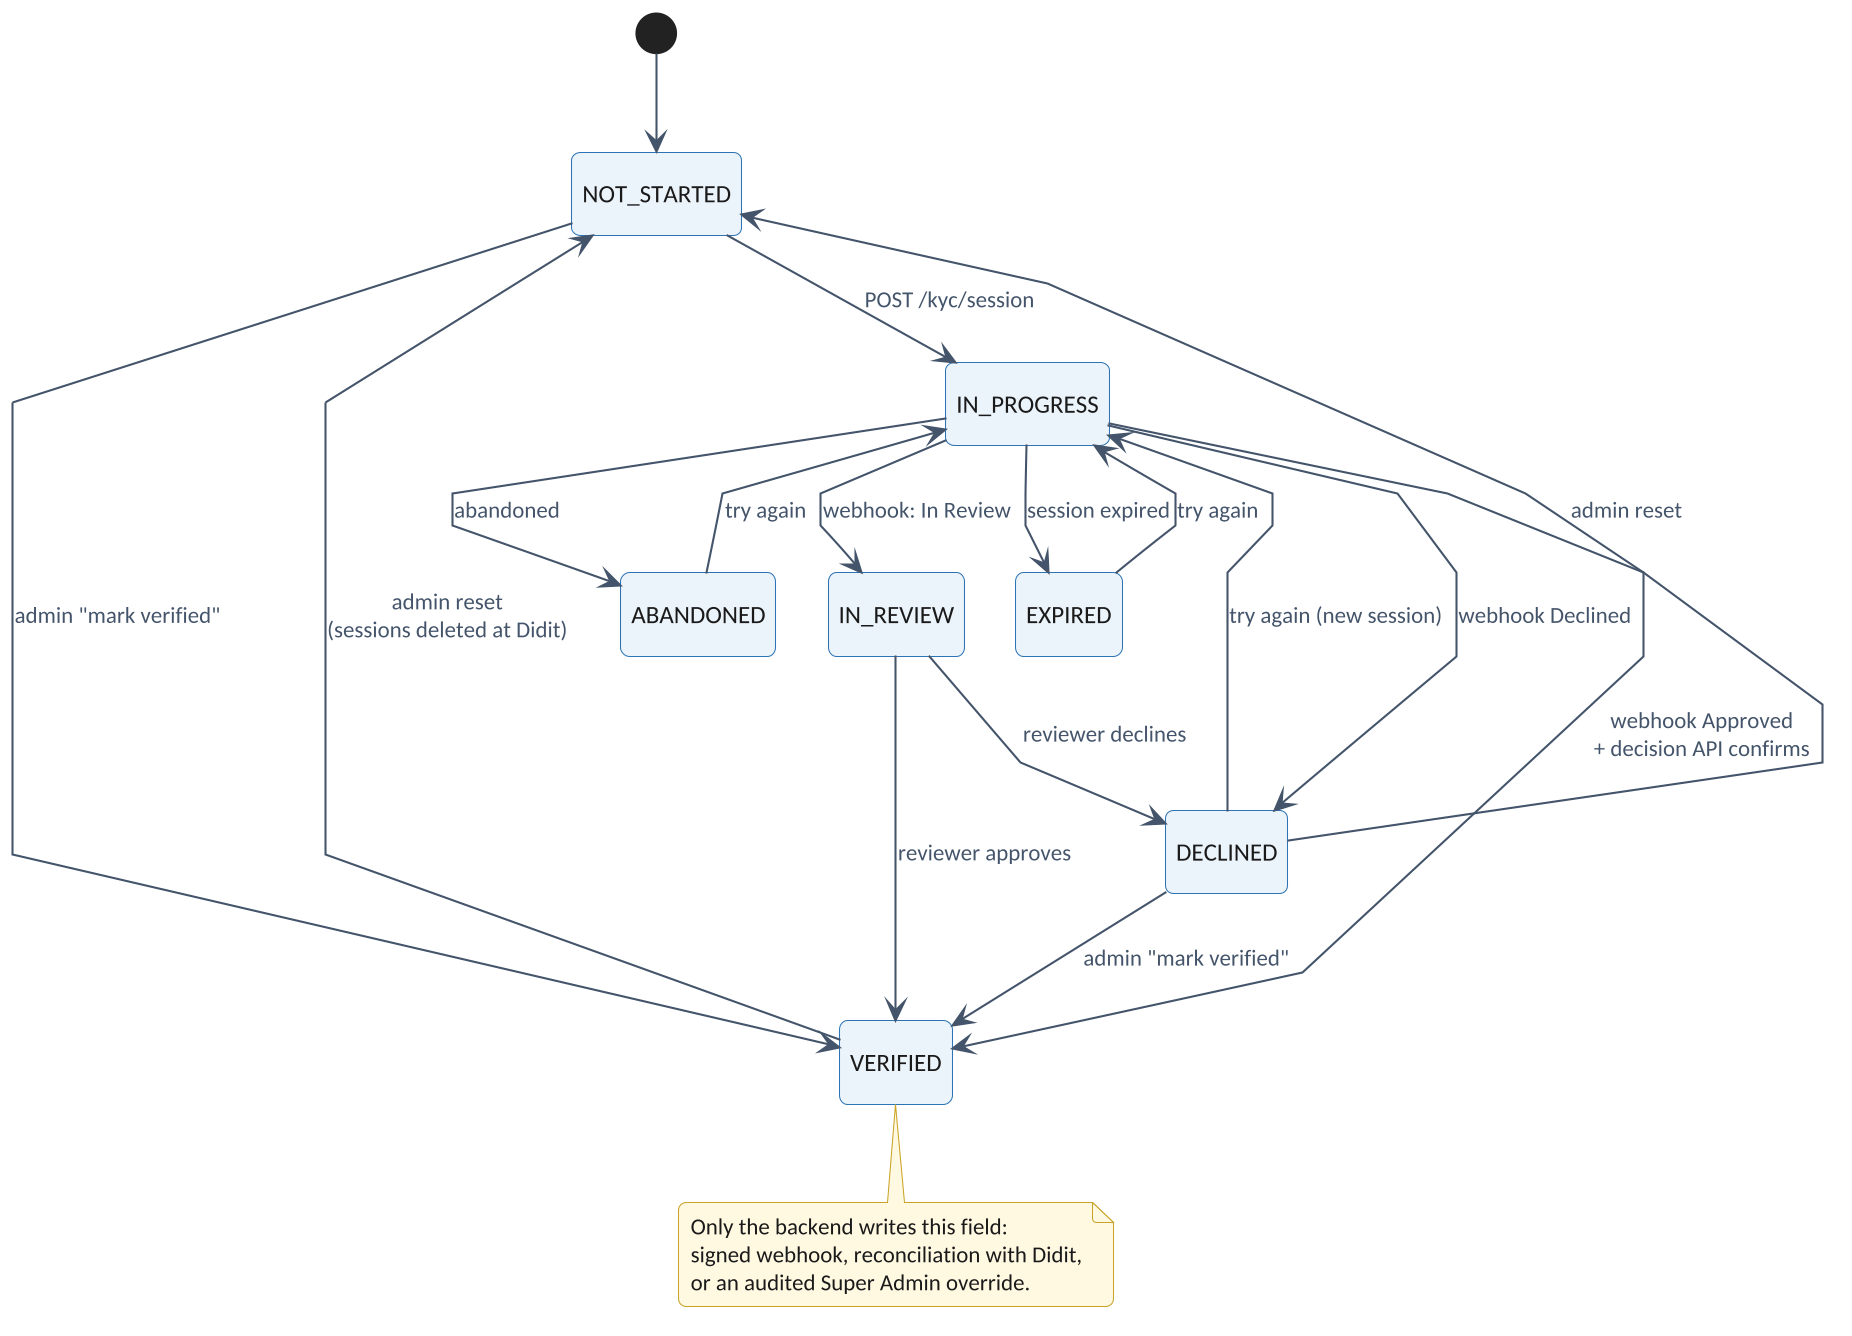 NOT_STARTED
POST /kyc/session
IN_PROGRESS
abandoned
try again
webhook: In Review
session expired
try again
admin reset
admin "mark verified"
admin reset
(sessions deleted at Didit)
ABANDONED
IN_REVIEW
EXPIRED
try again (new session)
webhook Declined
reviewer declines
webhook Approved
+ decision API confirms
reviewer approves
DECLINED
admin "mark verified"
VERIFIED
Only the backend writes this field:
signed webhook, reconciliation with Didit,
or an audited Super Admin override.